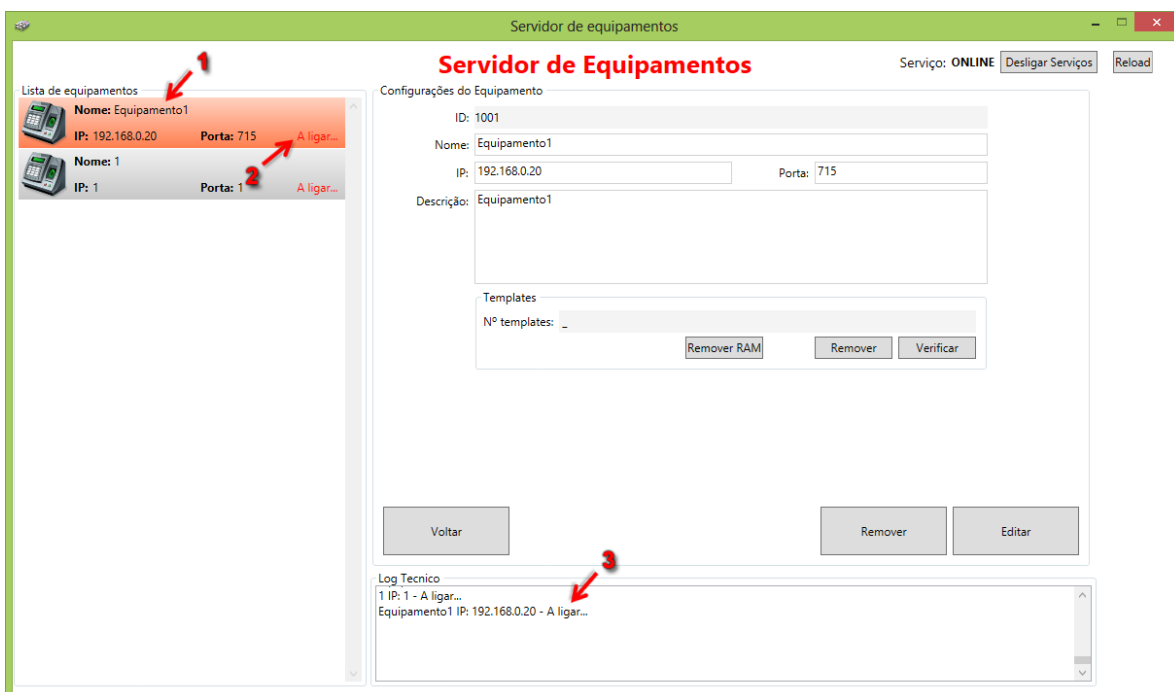 Servidor de equipamentos
Servidor de Equipamentos
Serviço: ONLINE Desligar Serviços Reload
1
Lista de equipamentos
Nome: Equipamento1
IP: 192.168.0.20 Porta: 715 A ligar...
2
Nome: 1
IP: 1 Porta: 1 A ligar...
Configurações do Equipamento
ID: 1001
Nome: Equipamento1
IP: 192.168.0.20 Porta: 715
Descrição: Equipamento1
Templates
Nº templates: _
Remover RAM Remover Verificar
Voltar Remover Editar
3
Log Tecnico
1 IP: 1 - A ligar...
Equipamento1 IP: 192.168.0.20 - A ligar...